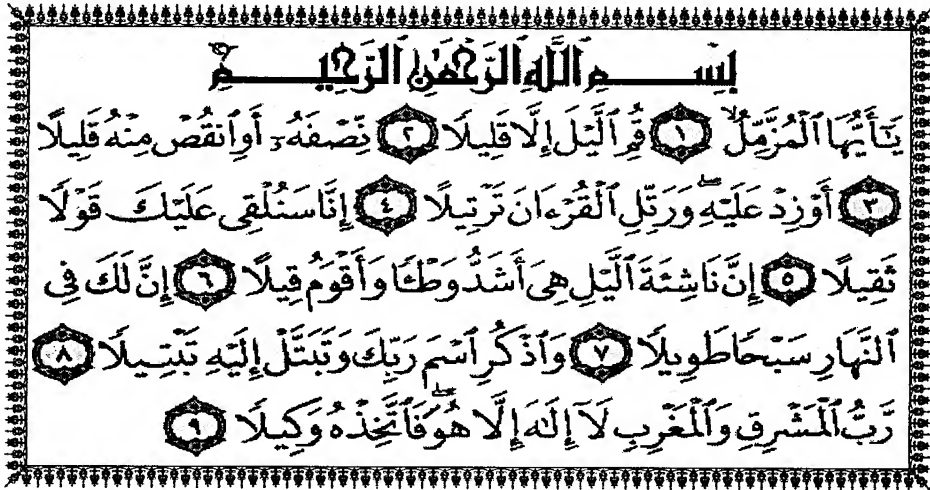 بِسْمِ ٱللَّهِ ٱلرَّحْمَٰنِ ٱلرَّحِيمِ
يَٰٓأَيُّهَا ٱلْمُزَّمِّلُ ١ قُمِ ٱلَّيْلَ إِلَّا قَلِيلًا ٢ نِّصْفَهُۥٓ أَوِ ٱنقُصْ مِنْهُ قَلِيلًا
٣ أَوْ زِدْ عَلَيْهِ وَرَتِّلِ ٱلْقُرْءَانَ تَرْتِيلًا ٤ إِنَّا سَنُلْقِى عَلَيْكَ قَوْلًا
ثَقِيلًا ٥ إِنَّ نَاشِئَةَ ٱلَّيْلِ هِىَ أَشَدُّ وَطْـًٔا وَأَقْوَمُ قِيلًا ٦ إِنَّ لَكَ فِى
ٱلنَّهَارِ سَبْحًا طَوِيلًا ٧ وَٱذْكُرِ ٱسْمَ رَبِّكَ وَتَبَتَّلْ إِلَيْهِ تَبْتِيلًا ٨
رَّبُّ ٱلْمَشْرِقِ وَٱلْمَغْرِبِ لَآ إِلَٰهَ إِلَّا هُوَ فَٱتَّخِذْهُ وَكِيلًا ٩